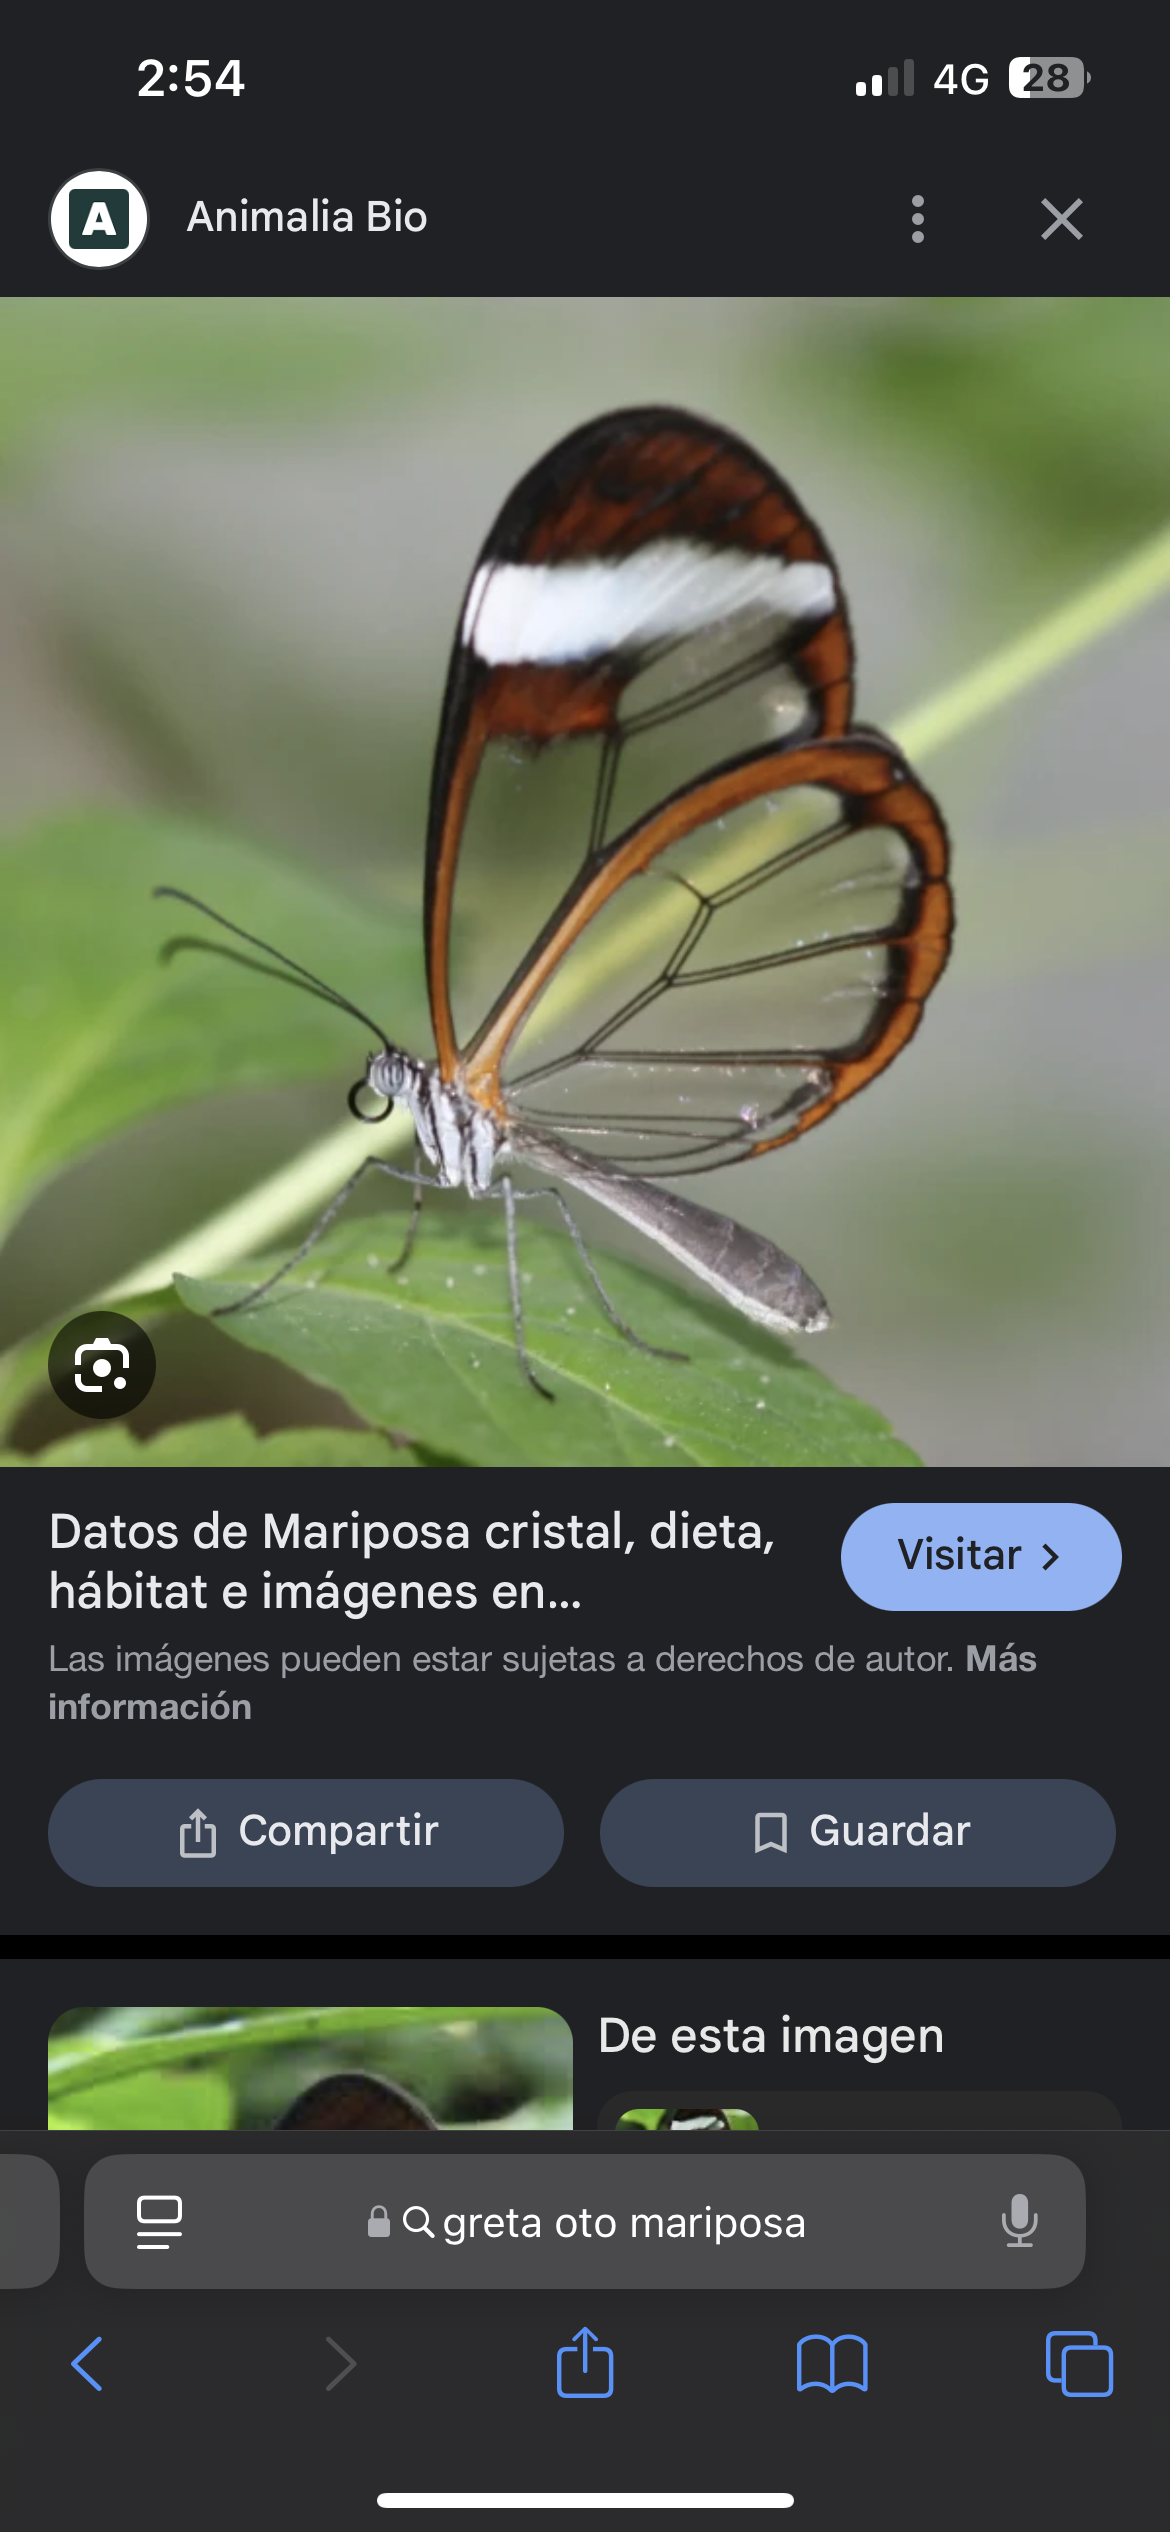 2:54
4G
28
A
Animalia Bio
Datos de Mariposa cristal, dieta,
hábitat e imágenes en...
Visitar
Las imágenes pueden estar sujetas a derechos de autor. Más
información
Compartir
Guardar
De esta imagen
greta oto mariposa